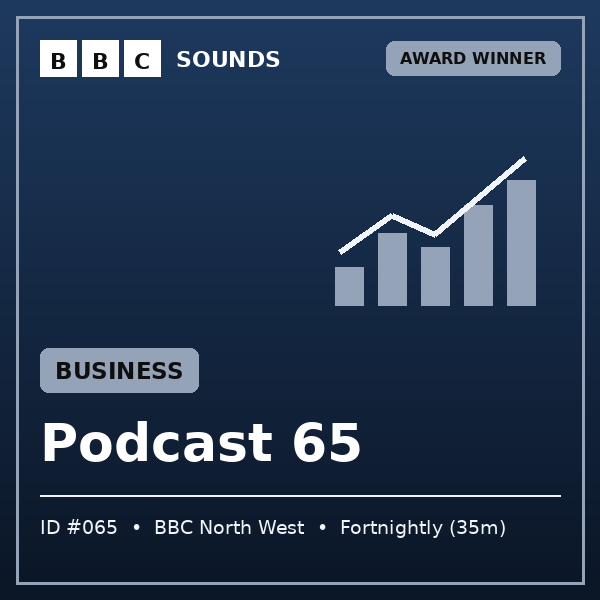 BBC SOUNDS
AWARD WINNER
BUSINESS
Podcast 65
ID #065 • BBC North West • Fortnightly (35m)